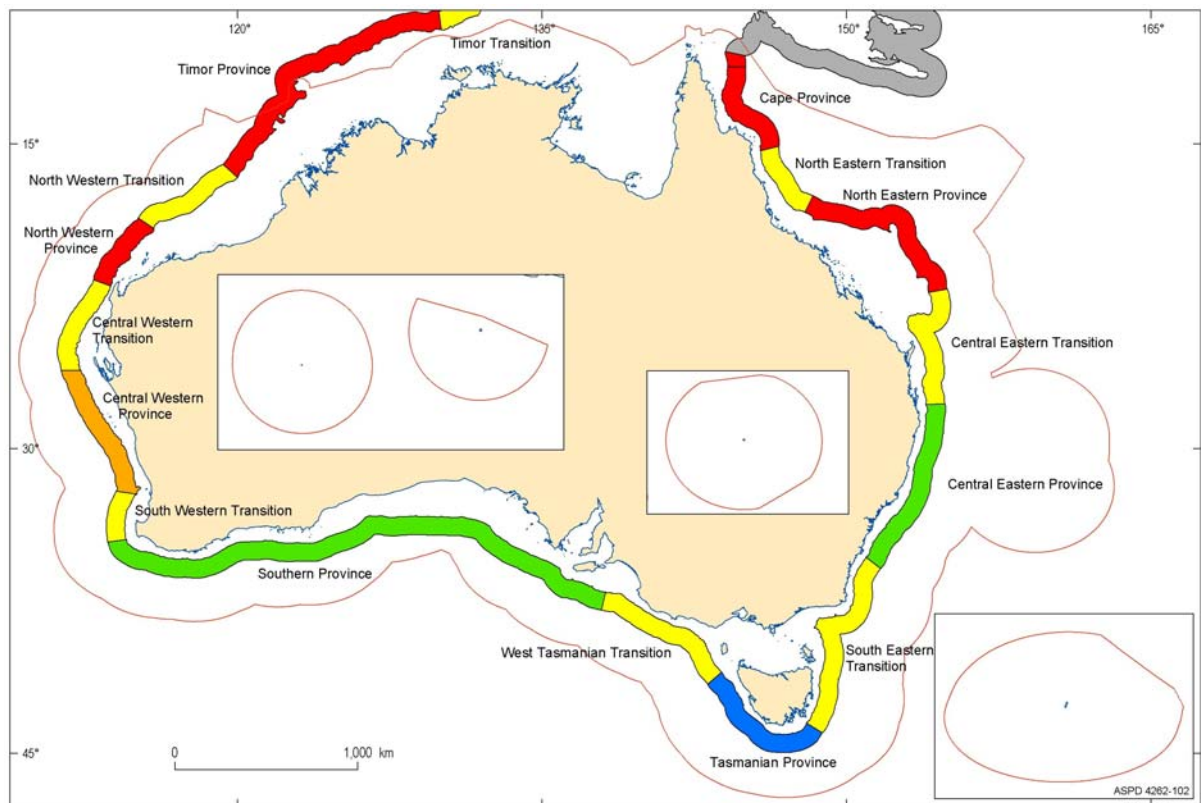 120°
135°
150°
165°
Timor Transition
Timor Province
Cape Province
15°
North Eastern Transition
North Western Transition
North Eastern Province
North Western
Province
Central Western
Transition
Central Eastern Transition
Central Western
Province
30°
Central Eastern Province
South Western Transition
Southern Province
West Tasmanian Transition
South Eastern
Transition
45°
0
1,000 km
Tasmanian Province
ASPD 4262-102